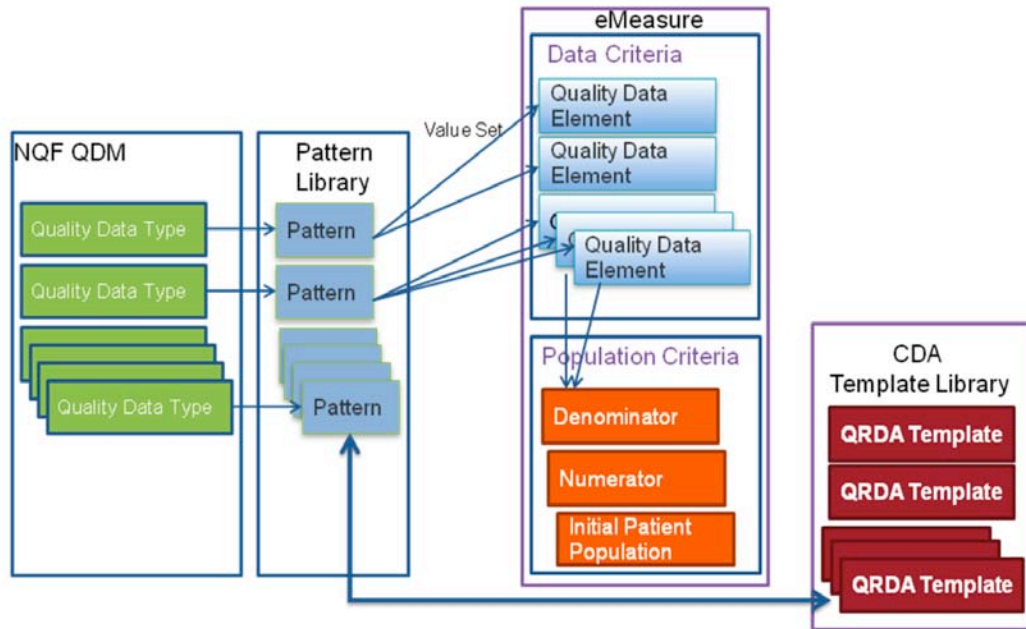 eMeasure
Data Criteria
Quality Data
Element
Value Set
Quality Data
Element
Quality Data
Element
NQF QDM
Quality Data Type
Quality Data Type
Quality Data Type
Pattern
Library
Pattern
Pattern
Pattern
Population Criteria
Denominator
Numerator
Initial Patient
Population
CDA
Template Library
QRDA Template
QRDA Template
QRDA Template